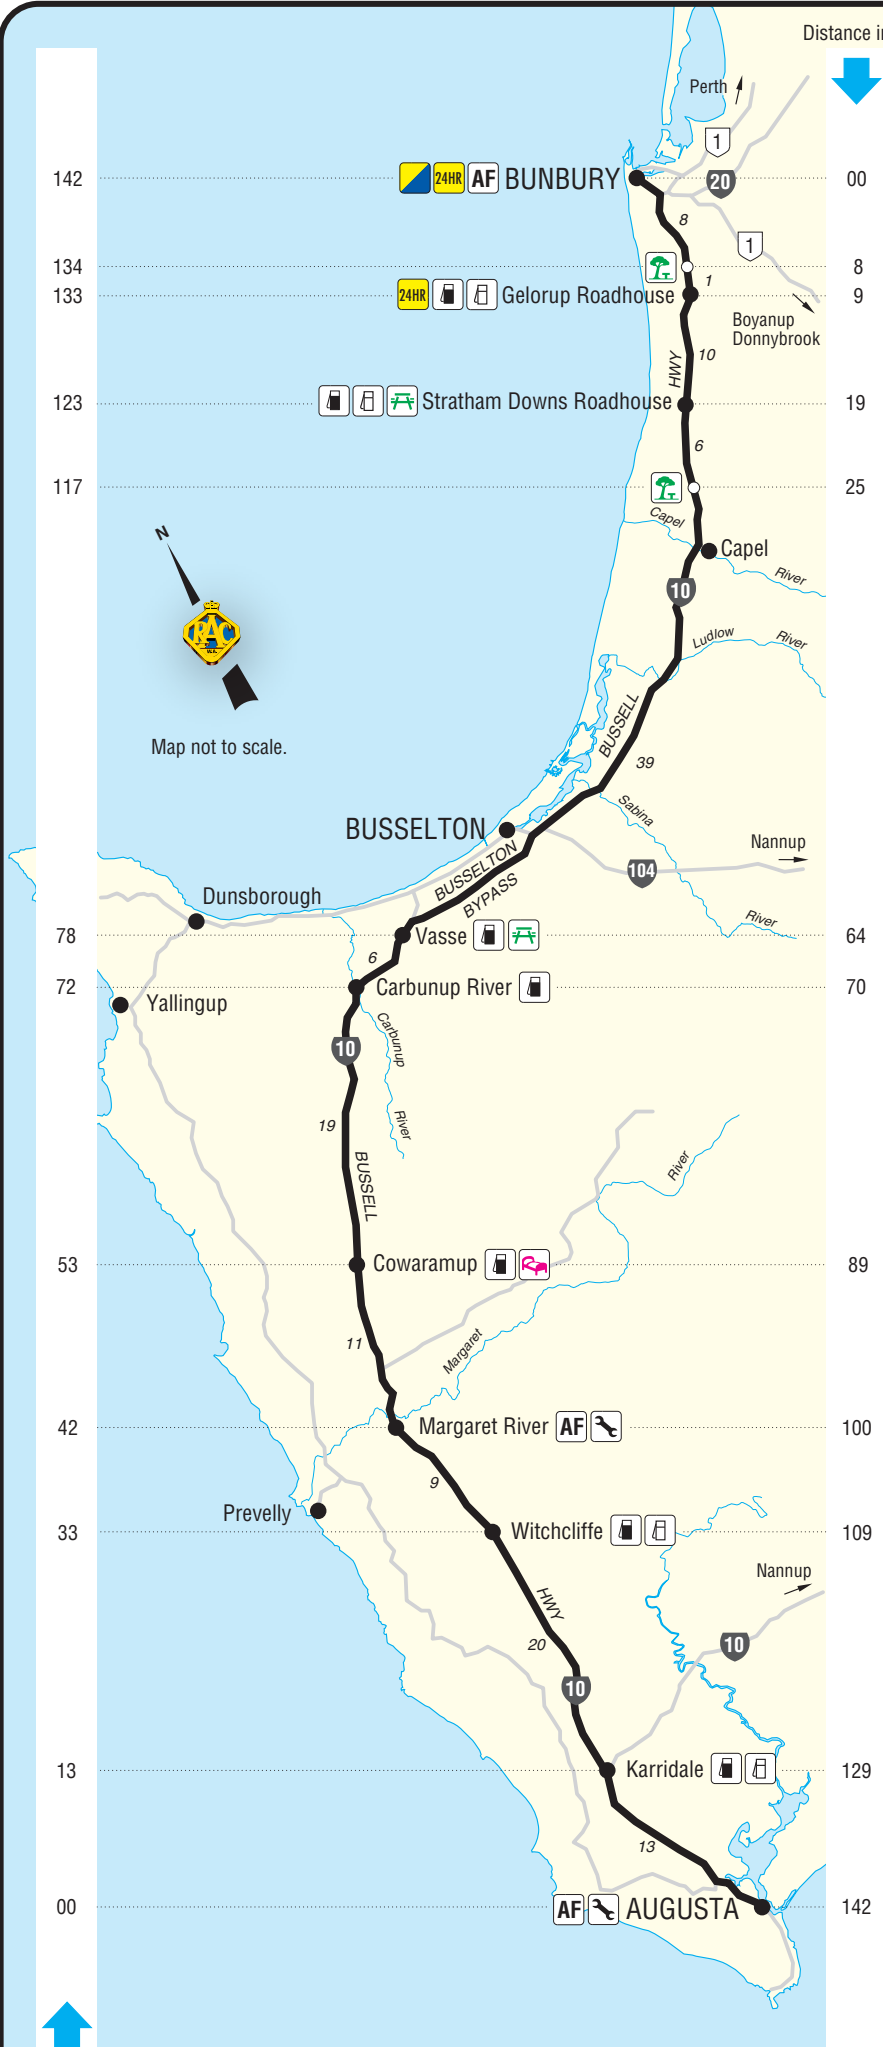 Distance i
Perth
1
142
24HR
AF
BUNBURY
20
00
8
1
134
8
133
24HR
Gelorup Roadhouse
1
9
Boyanup
Donnybrook
HWY
10
123
Stratham Downs Roadhouse
19
6
117
25
Capel
N
Capel
River
10
RAC
W.A.
Ludlow
River
BUSSELL
Map not to scale.
39
Sabina
BUSSELTON
Nannup
BUSSELTON
BYPASS
104
Dunsborough
River
78
Vasse
64
6
72
Carbunup River
70
Yallingup
Carbunup
10
19
River
BUSSELL
River
53
Cowaramup
89
11
Margaret
42
Margaret River
AF
100
9
Prevelly
33
Witchcliffe
109
Nannup
HWY
20
10
10
13
Karridale
129
13
00
AF
AUGUSTA
142